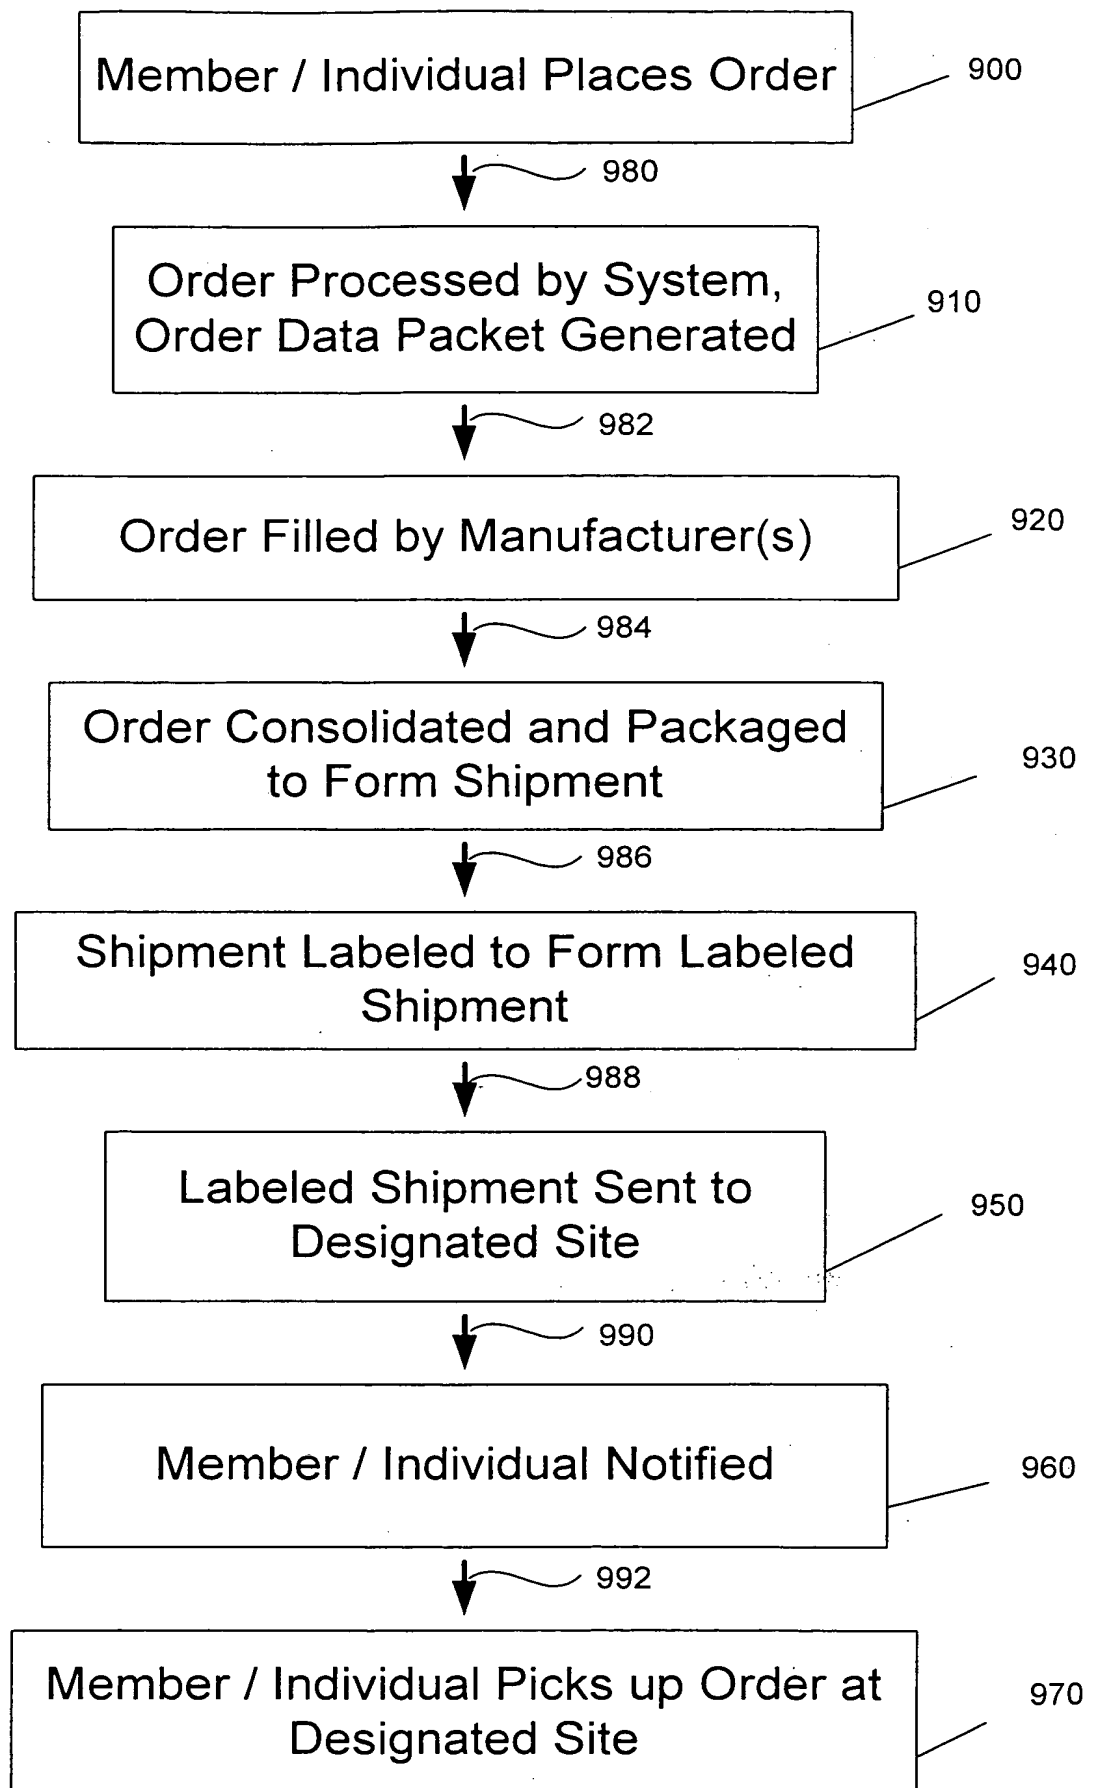 Member / Individual Places Order
900
980
Order Processed by System,
Order Data Packet Generated
910
982
Order Filled by Manufacturer(s)
920
984
Order Consolidated and Packaged
to Form Shipment
930
986
Shipment Labeled to Form Labeled
Shipment
940
988
Labeled Shipment Sent to
Designated Site
950
990
Member / Individual Notified
960
992
Member / Individual Picks up Order at
Designated Site
970